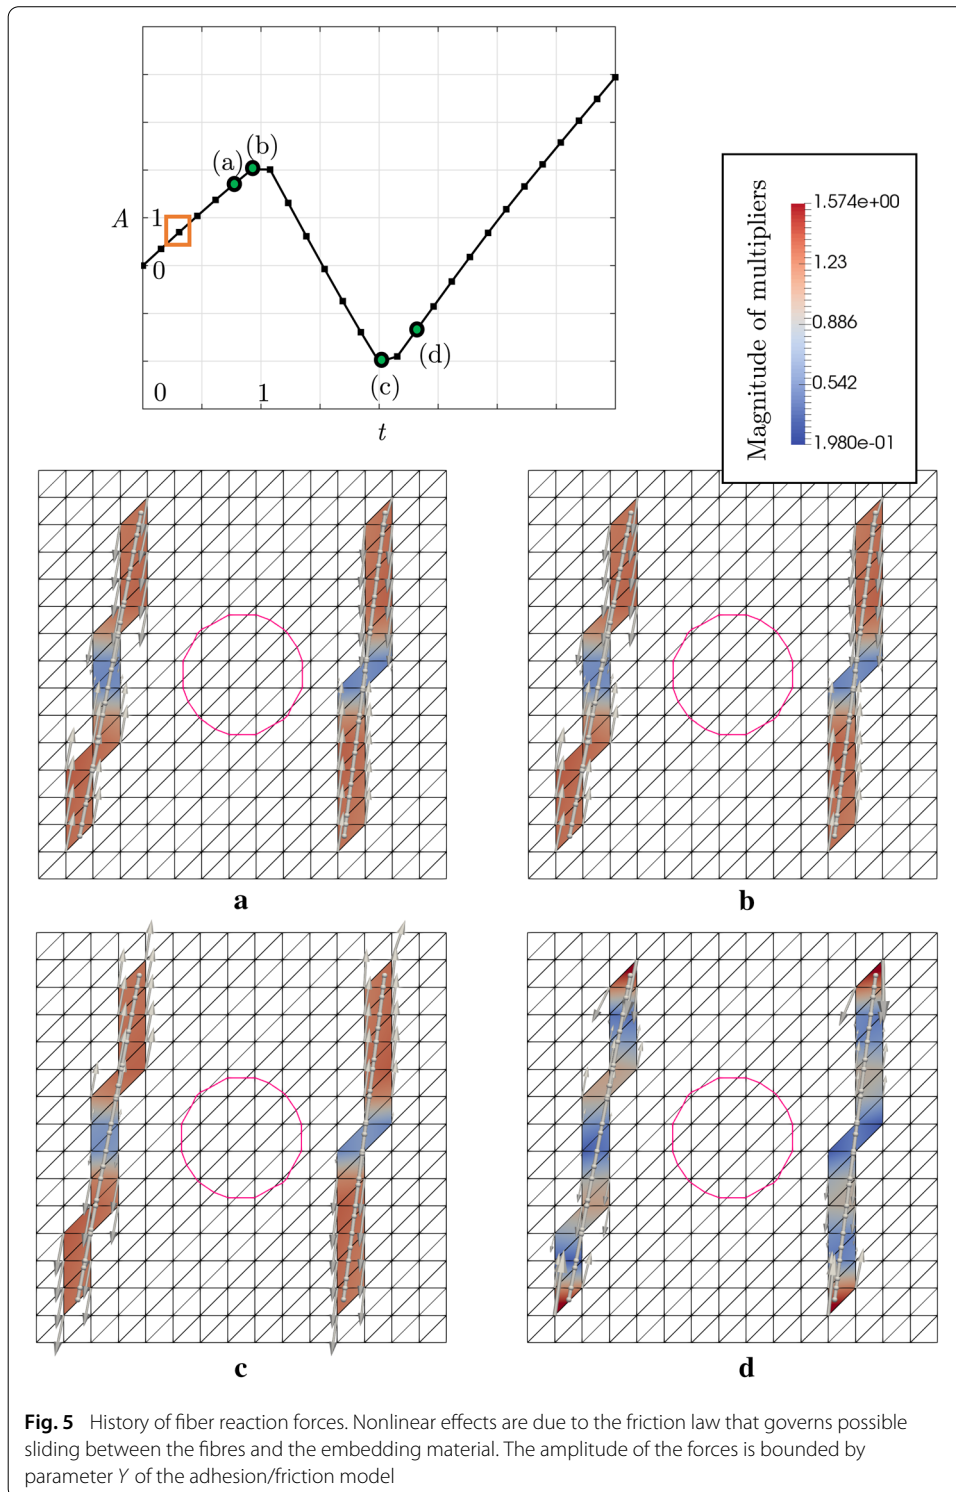 (b)
(a)
A
1
0
(d)
(c)
0
1
t
Magnitude of multipliers
1.574e+00
1.23
0.886
0.542
1.980e-01
a
b
c
d
Fig. 5 History of fiber reaction forces. Nonlinear effects are due to the friction law that governs possible
sliding between the fibres and the embedding material. The amplitude of the forces is bounded by
parameter Y of the adhesion/friction model